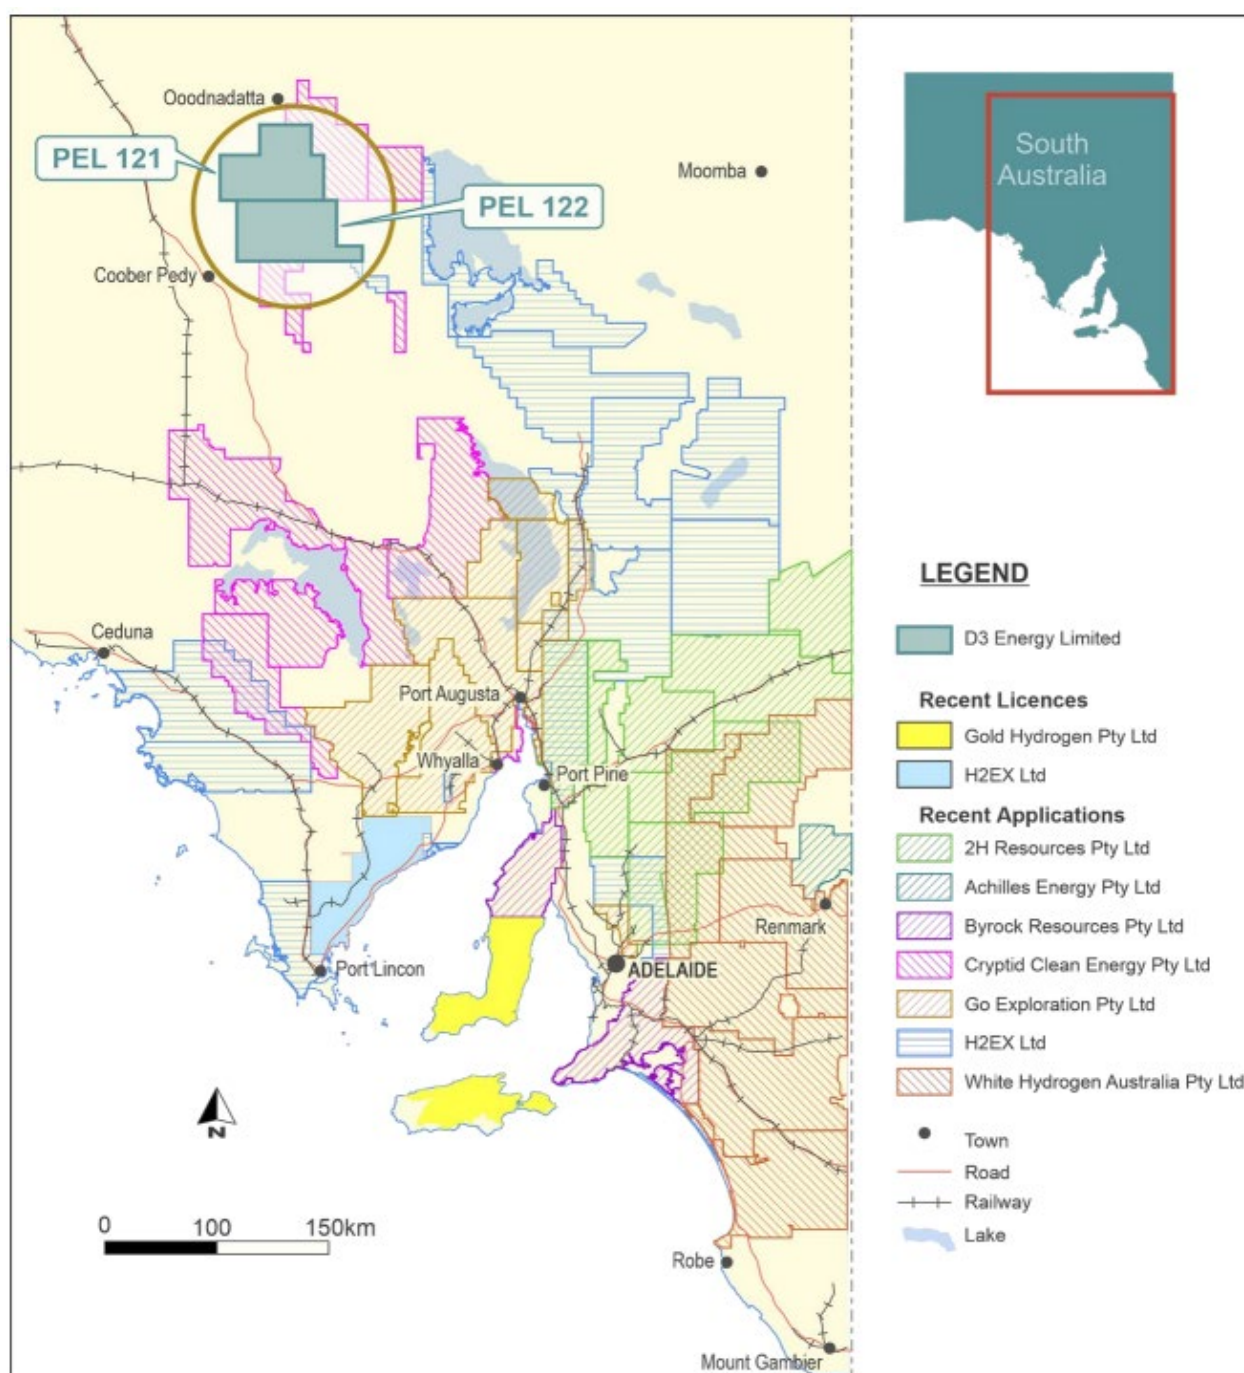 Ooodnadatta
PEL 121
Moomba
PEL 122
Coober Pedy
South
Australia
Ceduna
Port Augusta
Whyalla
Port Pirie
Renmark
Port Lincon
ADELAIDE
N
0 100 150km
Robe
Mount Gambier
LEGEND
D3 Energy Limited
Recent Licences
Gold Hydrogen Pty Ltd
H2EX Ltd
Recent Applications
2H Resources Pty Ltd
Achilles Energy Pty Ltd
Byrock Resources Pty Ltd
Cryptid Clean Energy Pty Ltd
Go Exploration Pty Ltd
H2EX Ltd
White Hydrogen Australia Pty Ltd
Town
Road
Railway
Lake